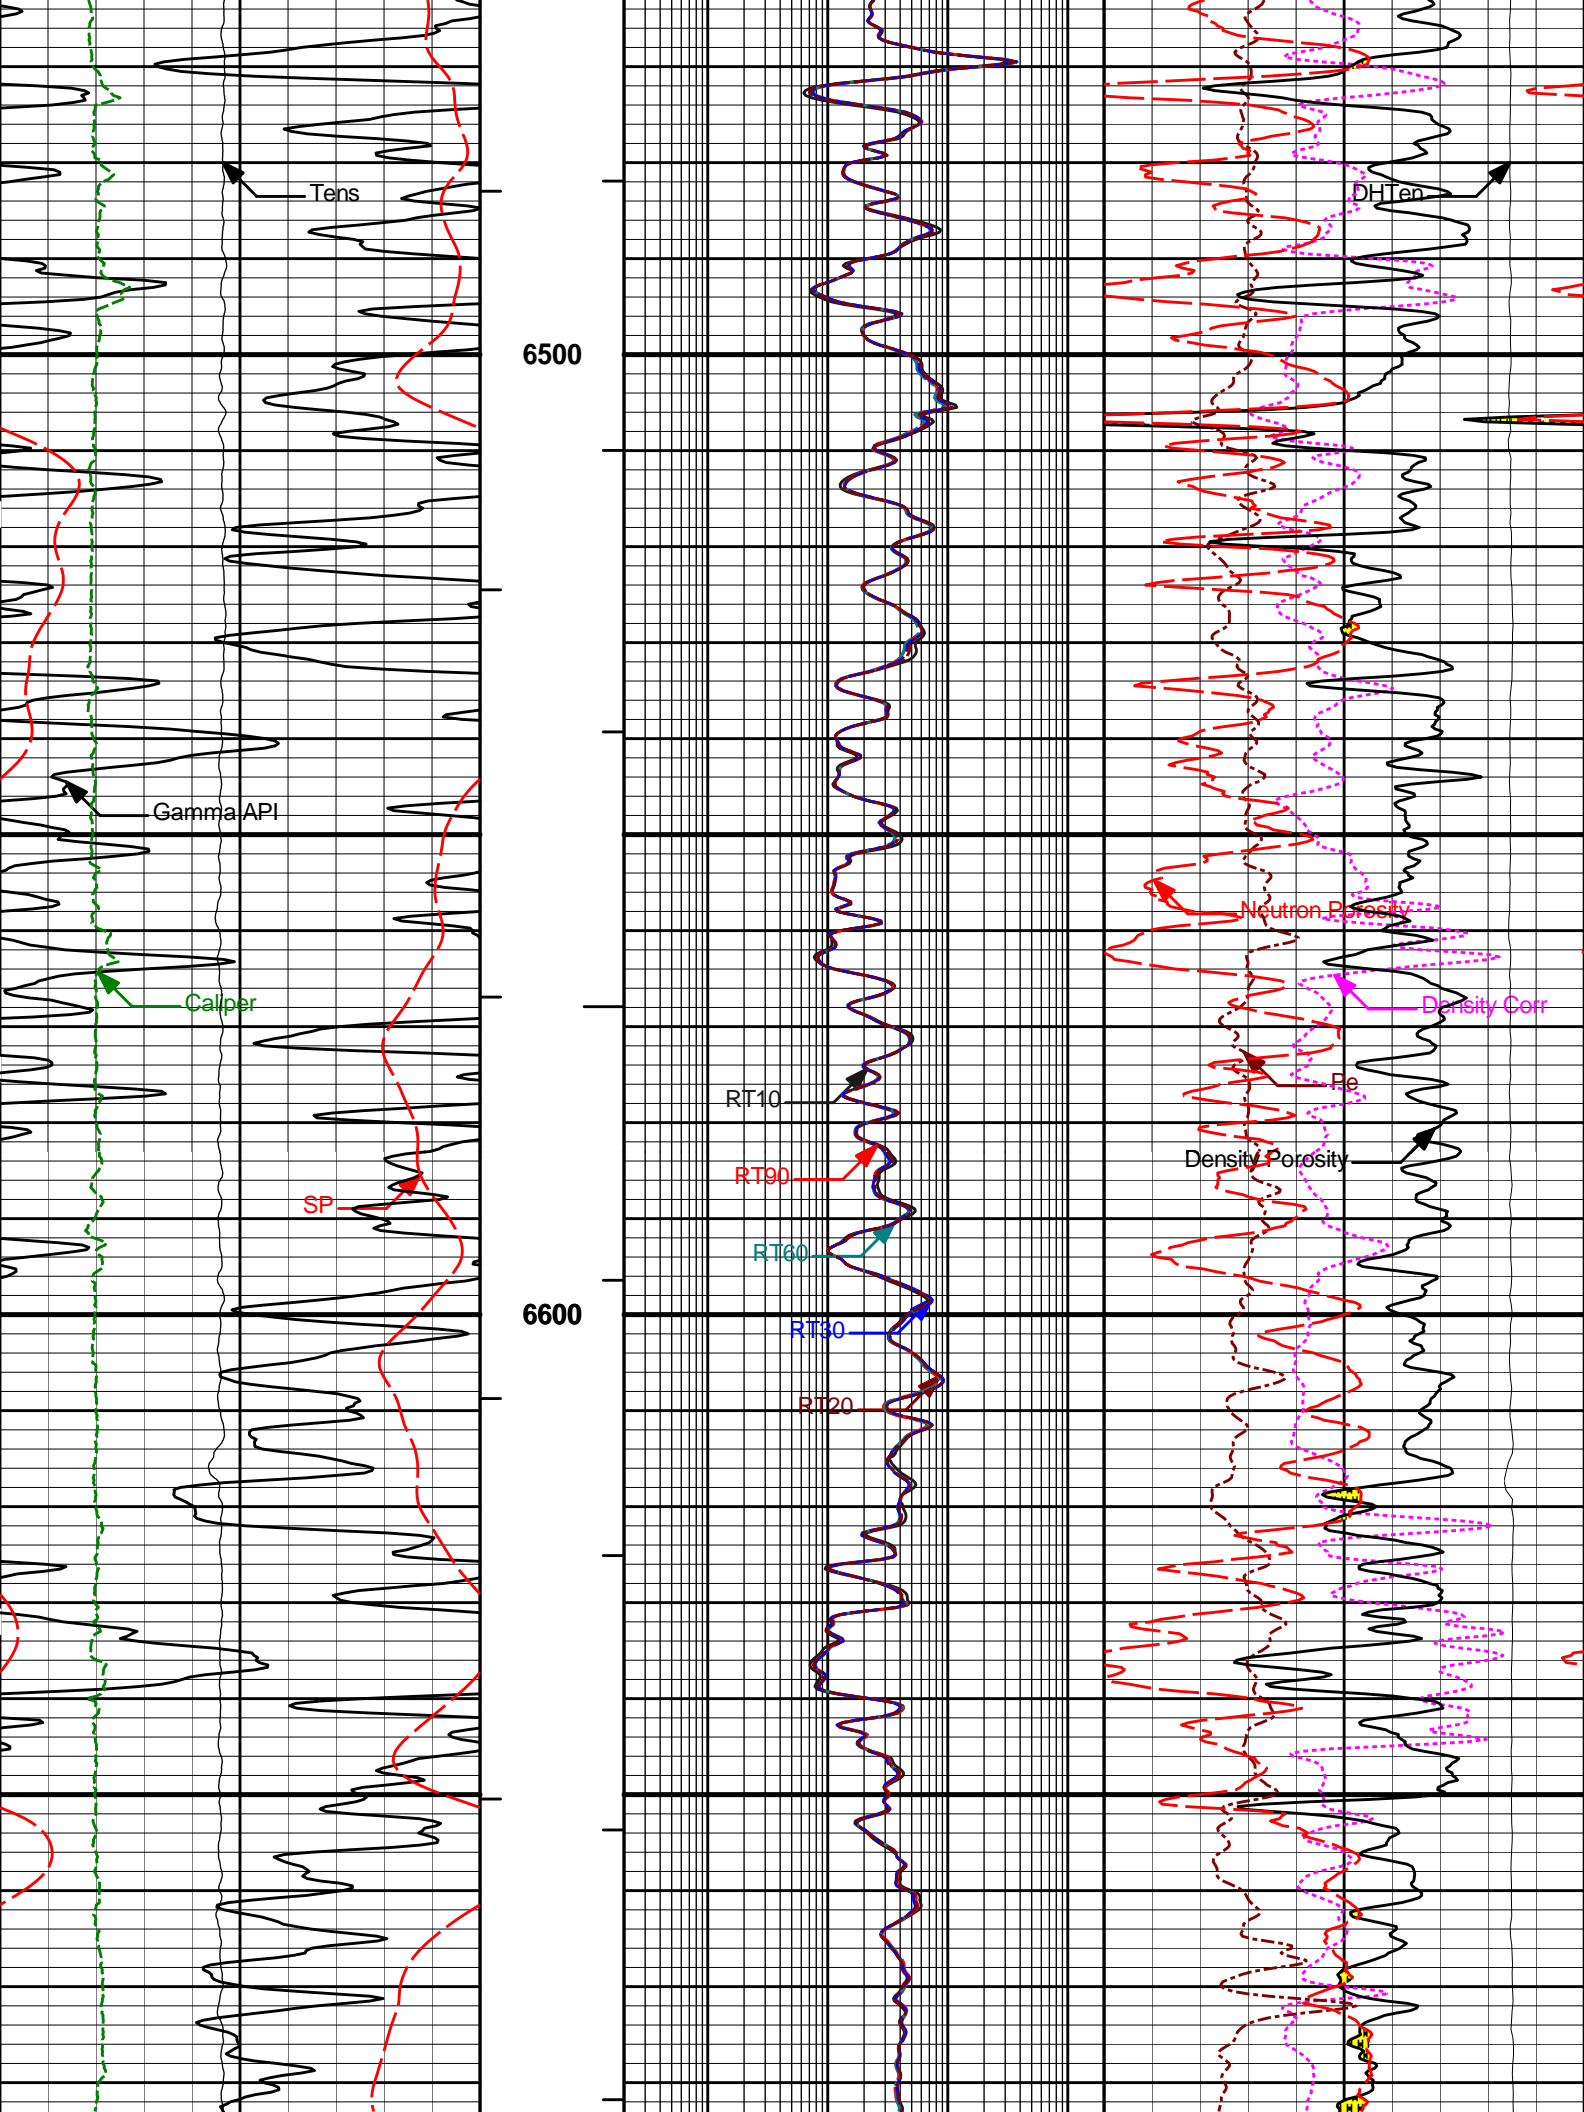 Tens
DHTen
6500
Gamma API
Neutron Porosity
Caliper
Density Corr
Pe
RT10
Density Porosity
RT90
SP
RT60
6600
RT30
RT20